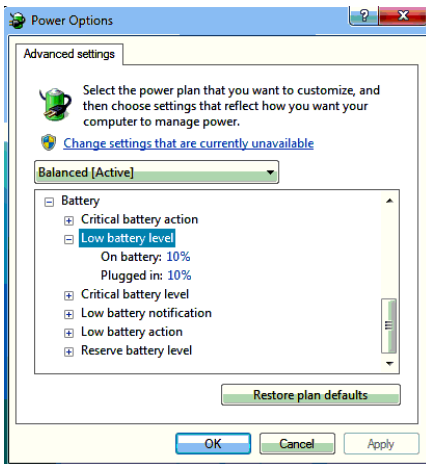 Power Options
Advanced settings
Select the power plan that you want to customize, and
then choose settings that reflect how you want your
computer to manage power.
Change settings that are currently unavailable
Balanced [Active]
Battery
Critical battery action
Low battery level
On battery: 10%
Plugged in: 10%
Critical battery level
Low battery notification
Low battery action
Reserve battery level
Restore plan defaults
OK Cancel Apply